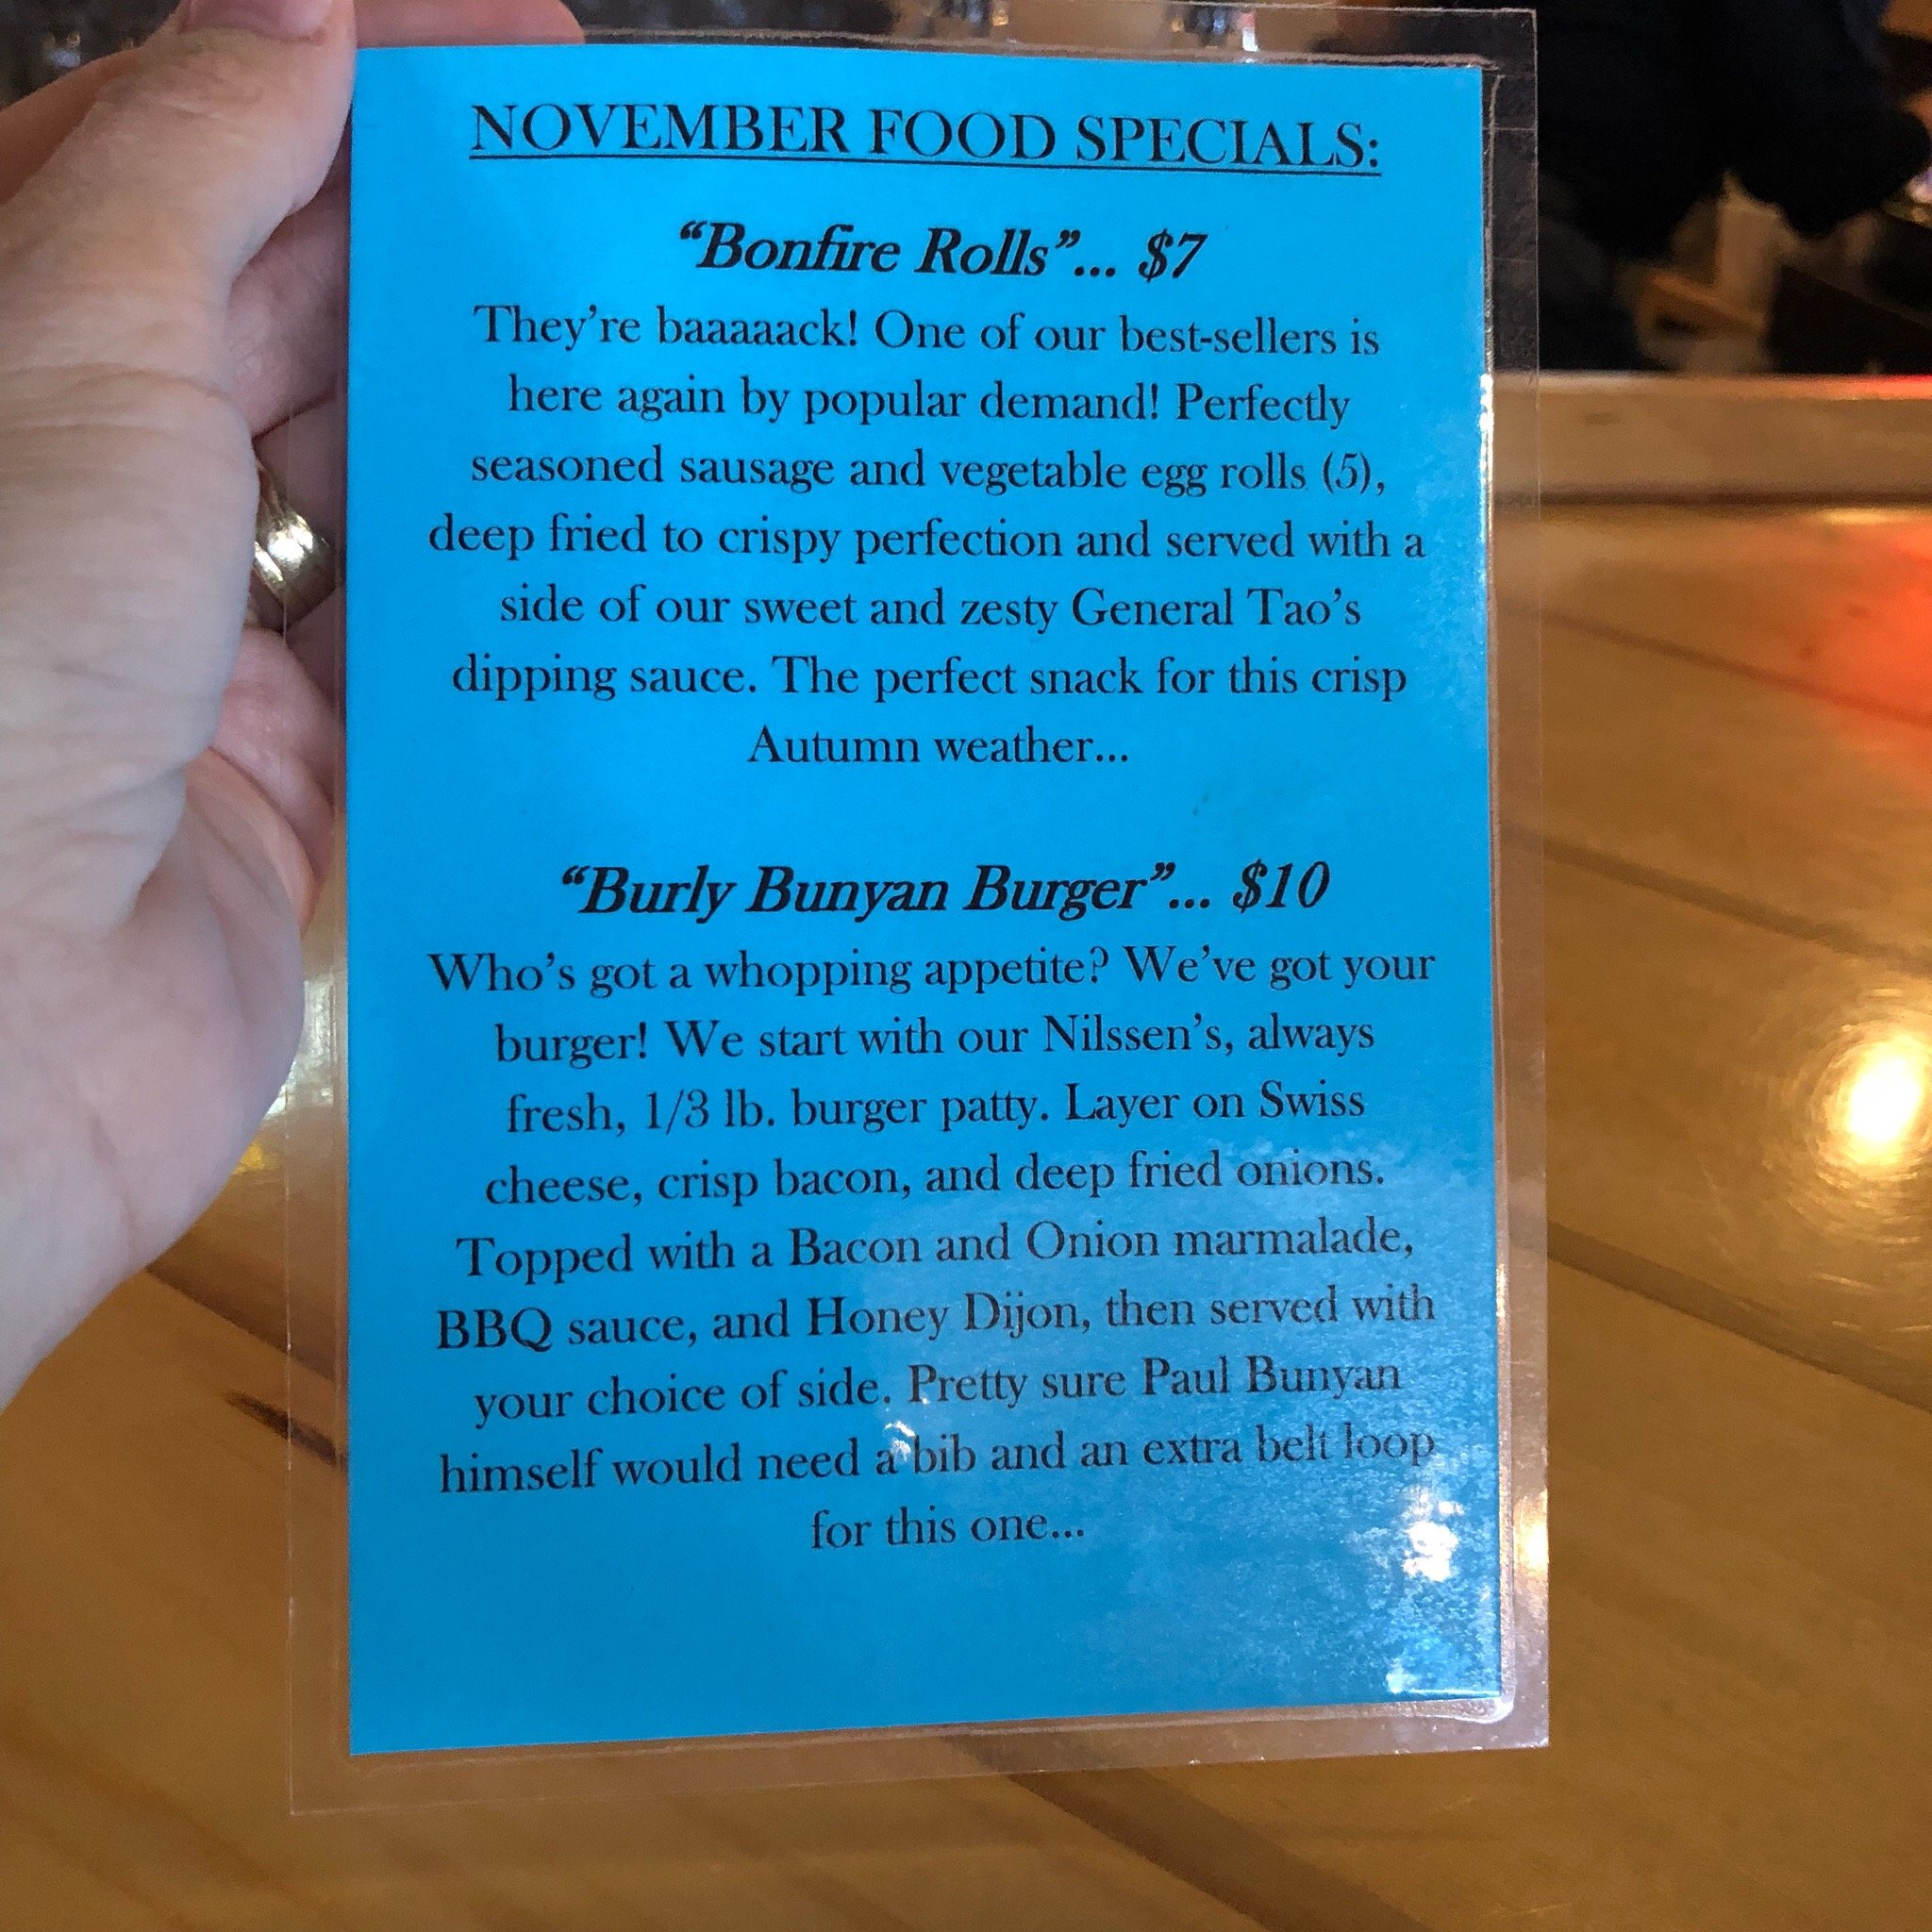 NOVEMBER FOOD SPECIALS:
“Bonfire Rolls”... $7
They’re baaaaack! One of our best-sellers is
here again by popular demand! Perfectly
seasoned sausage and vegetable egg rolls (5),
deep fried to crispy perfection and served with a
side of our sweet and zesty General Tao’s
dipping sauce. The perfect snack for this crisp
Autumn weather...
“Burly Bunyan Burger”... $10
Who’s got a whopping appetite? We’ve got your
burger! We start with our Nilssen’s, always
fresh, 1/3 lb. burger patty. Layer on Swiss
cheese, crisp bacon, and deep fried onions.
Topped with a Bacon and Onion marmalade,
BBQ sauce, and Honey Dijon, then served with
your choice of side. Pretty sure Paul Bunyan
himself would need a bib and an extra belt loop
for this one...